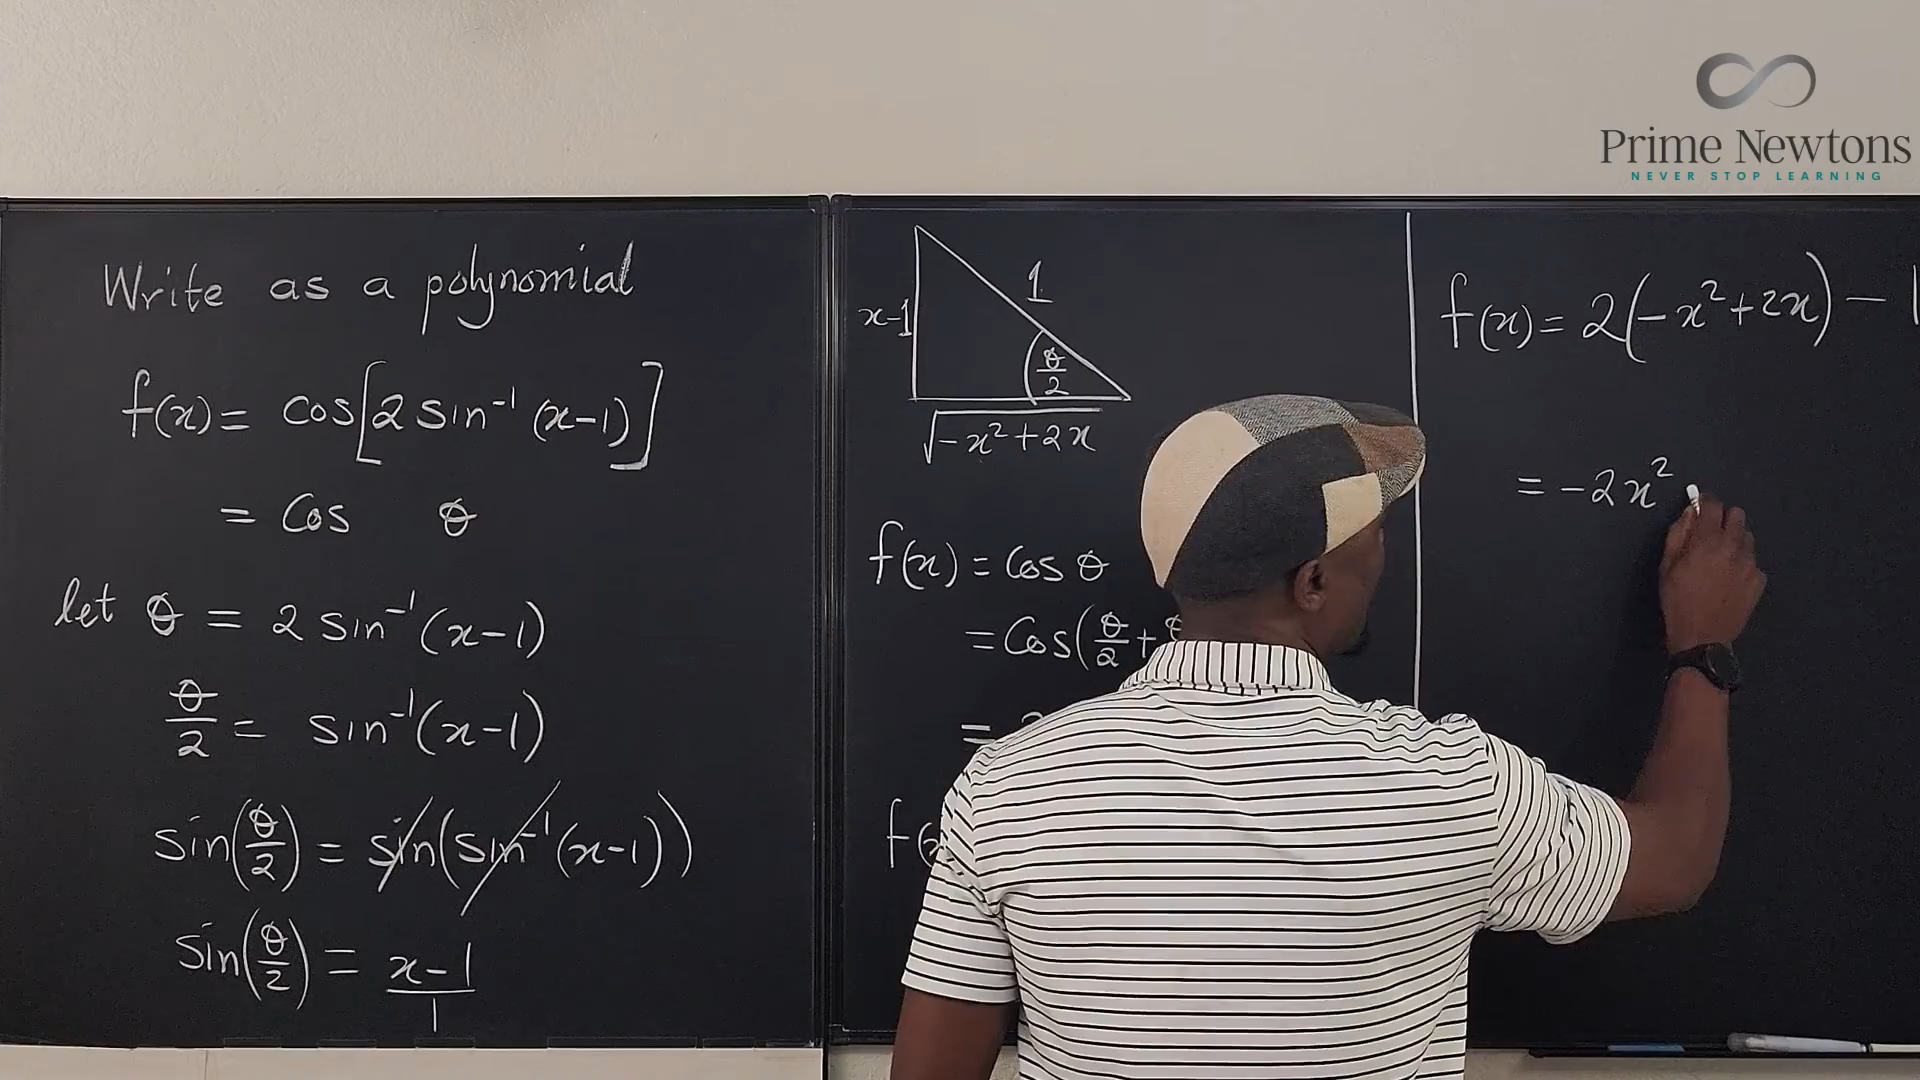 Prime Newtons
NEVER STOP LEARNING
Write as a polynomial
f(x) = cos[2 sin⁻¹ (x-1)]
= Cos θ
let θ = 2 sin⁻¹(x-1)
θ/2 = sin⁻¹(x-1)
sin(θ/2) = sin(sin⁻¹(x-1))
Sin(θ/2) = x-1/1
x-1
1
θ/2
√-x²+2x
f(x) = Cos θ
= Cos(θ/2 +
=
f(x
f(x) = 2(-x²+2x) - 1
= -2x²